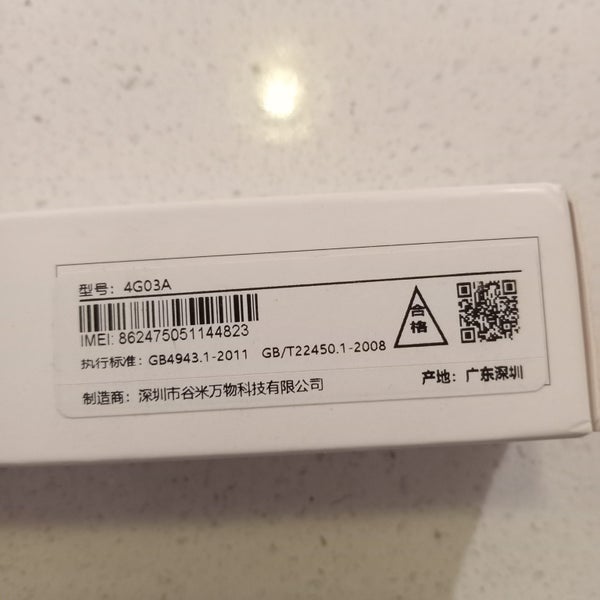 型号： 4G03A
IMEI: 862475051144823
合格
执行标准： GB4943.1-2011 GB/T22450.1-2008
制造商： 深圳市谷米万物科技有限公司
产地： 广东深圳